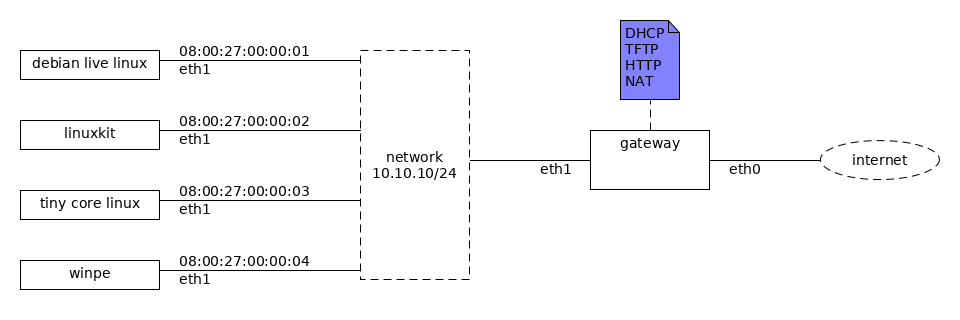 DHCP
TFTP
HTTP
NAT
debian live linux
08:00:27:00:00:01
eth1
linuxkit
08:00:27:00:00:02
eth1
tiny core linux
08:00:27:00:00:03
eth1
winpe
08:00:27:00:00:04
eth1
network
10.10.10/24
eth1
gateway
eth0
internet